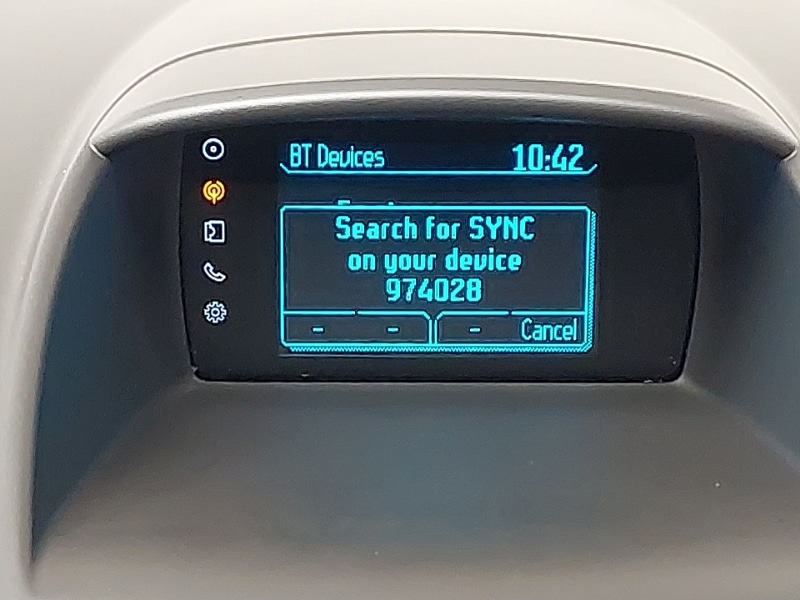 BT Devices 10:42
Search for SYNC
on your device
974028
- - - Cancel